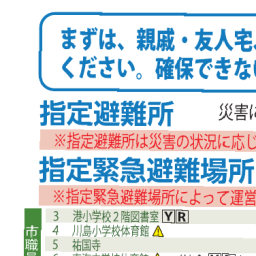 まずは、親戚・友人宅
ください。確保できな
指定避難所 災害
※指定避難所は災害の状況に応じ
指定緊急避難場所
※指定緊急避難場所によって運営
3 港小学校2階図書室 Y R
4 川島小学校体育館
5 祐国寺
市職員